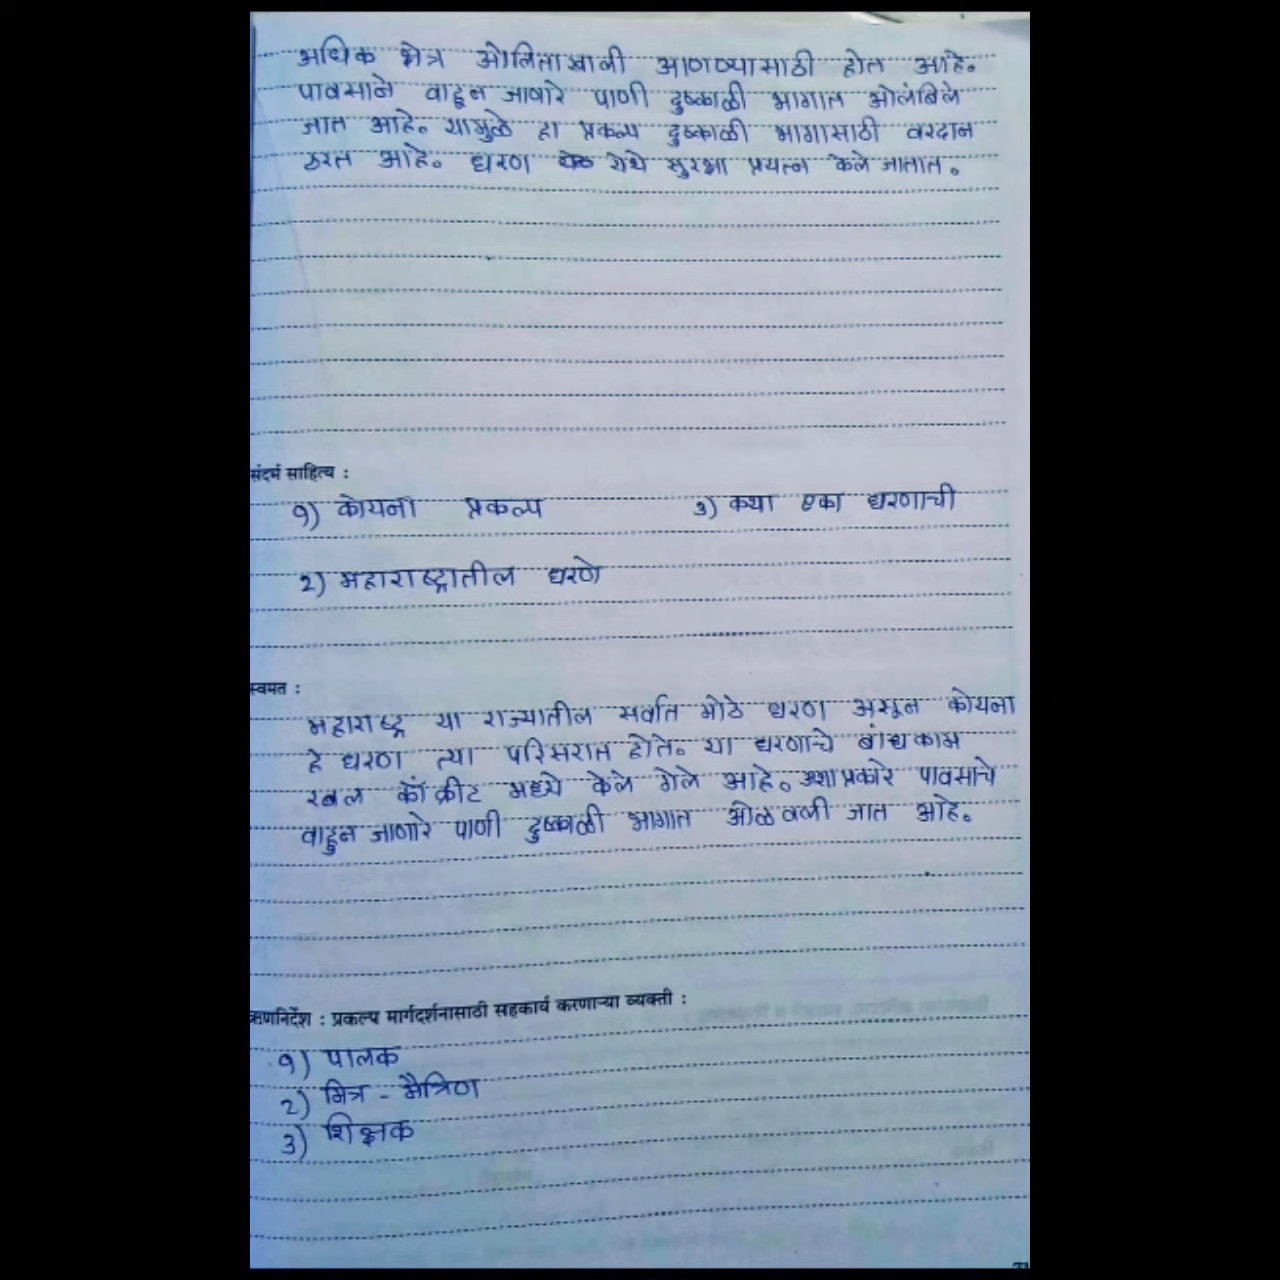 अधिक क्षेत्र ओलिताखाली आणण्यासाठी होत आहे.
पावसाने वाहून जाणारे पाणी दुष्काळी भागात ओलंबिले
जात आहे. यामुळे हा प्रकल्प दुष्काळी भागासाठी वरदान
ठरत आहे. धरण येथे सुरक्षा प्रयत्न केले जातात.
संदर्भ साहित्य :
१) कोयना प्रकल्प ३) कथा एका धरणाची
२) महाराष्ट्रातील धरणे
स्वमत :
महाराष्ट्र या राज्यातील सर्वात मोठे धरण असून कोयना
हे धरण त्या परिसरात होते. या धरणाचे बांधकाम
रबल काँक्रीट मध्ये केले गेले आहे. अशाप्रकारे पावसाचे
वाहून जाणारे पाणी दुष्काळी भागात ओळवली जात आहे.
ऋणनिर्देश : प्रकल्प मार्गदर्शनासाठी सहकार्य करणाऱ्या व्यक्ती :
१) पालक
२) मित्र - मैत्रिण
३) शिक्षक